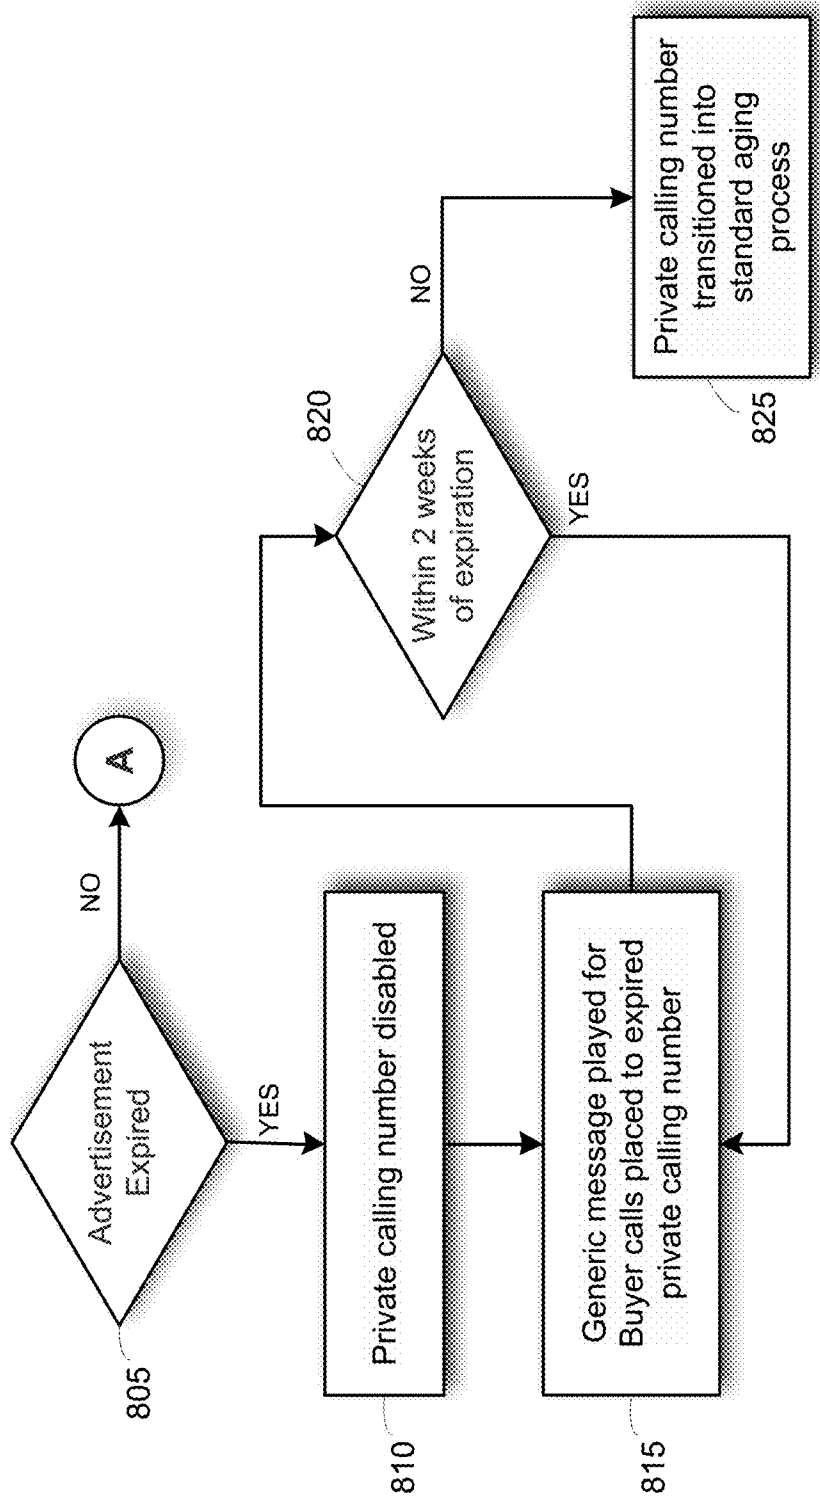 805
Advertisement
Expired
NO
A
YES
810
Private calling number disabled
815
Generic message played for
Buyer calls placed to expired
private calling number
820
Within 2 weeks
of expiration
NO
YES
825
Private calling number
transitioned into
standard aging
process